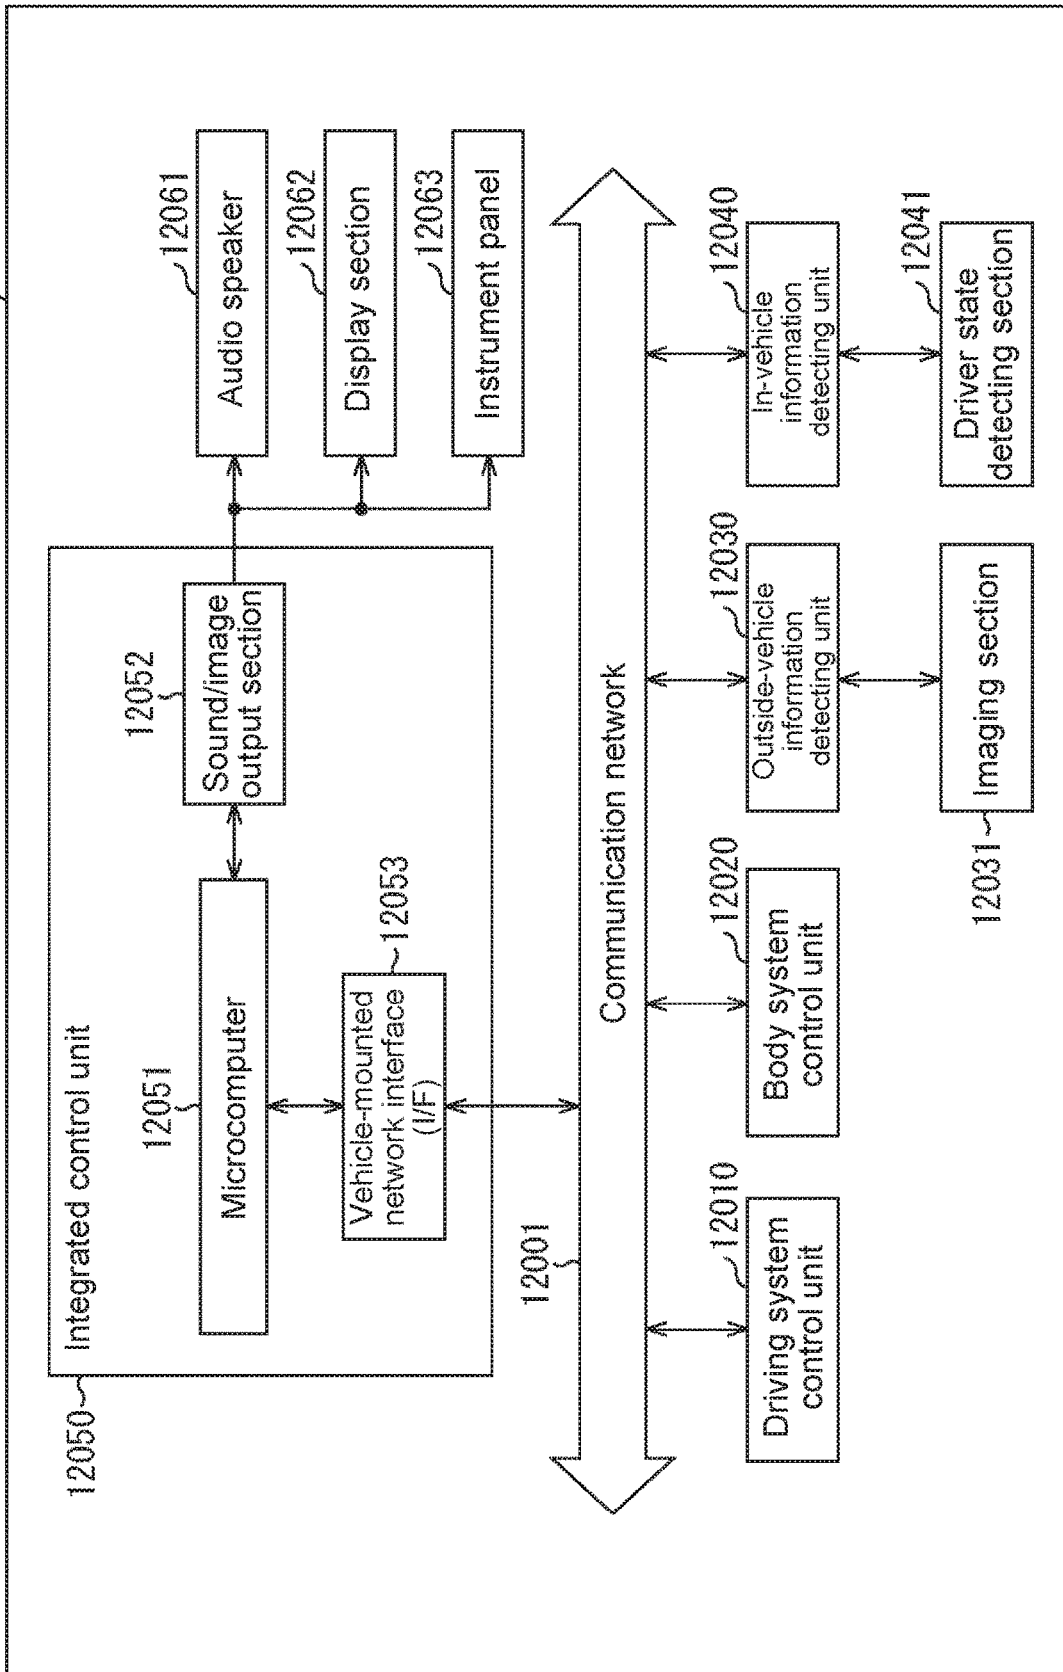 12050
Integrated control unit
12051
Microcomputer
12052
Sound/image
output section
12053
Vehicle-mounted
network interface
(I/F)
12061
Audio speaker
12062
Display section
12063
Instrument panel
12001
Communication network
12010
Driving system
control unit
12020
Body system
control unit
12030
Outside-vehicle
information
detecting unit
12040
In-vehicle
information
detecting unit
12031
Imaging section
12041
Driver state
detecting section